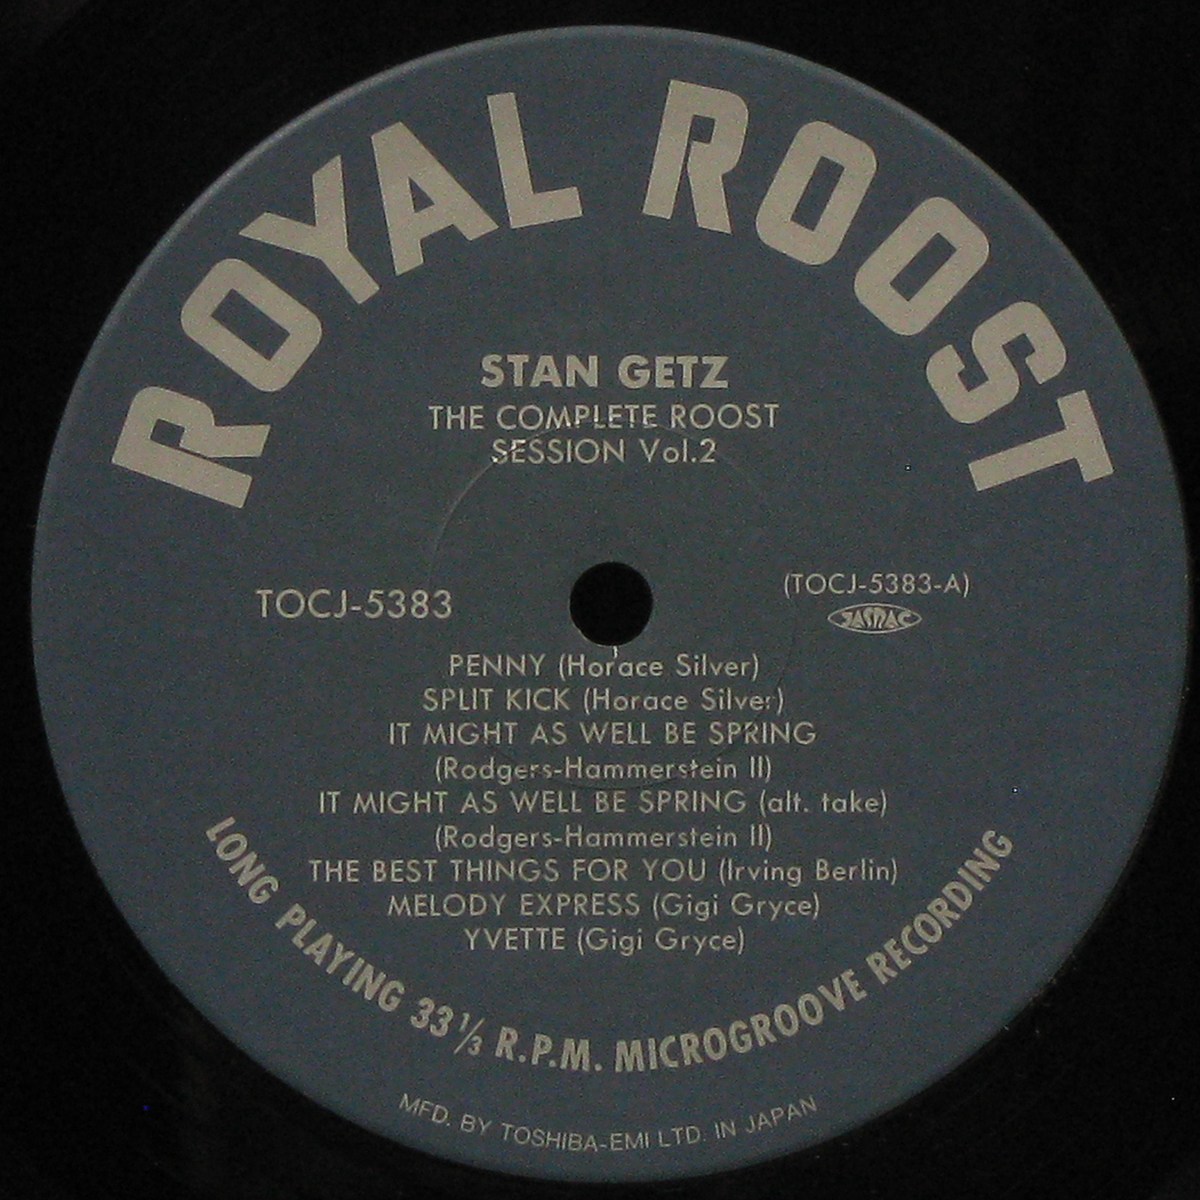 ROYAL ROOST
STAN GETZ
THE COMPLETE ROOST
SESSION Vol.2
TOCJ-5383
(TOCJ-5383-A)
JASRAC
PENNY (Horace Silver)
SPLIT KICK (Horace Silver)
IT MIGHT AS WELL BE SPRING
(Rodgers-Hammerstein II)
IT MIGHT AS WELL BE SPRING (alt. take)
(Rodgers-Hammerstein II)
THE BEST THINGS FOR YOU (Irving Berlin)
MELODY EXPRESS (Gigi Gryce)
YVETTE (Gigi Gryce)
LONG PLAYING 33 1/3 R.P.M. MICROGROOVE RECORDING
MFD. BY TOSHIBA-EMI LTD. IN JAPAN